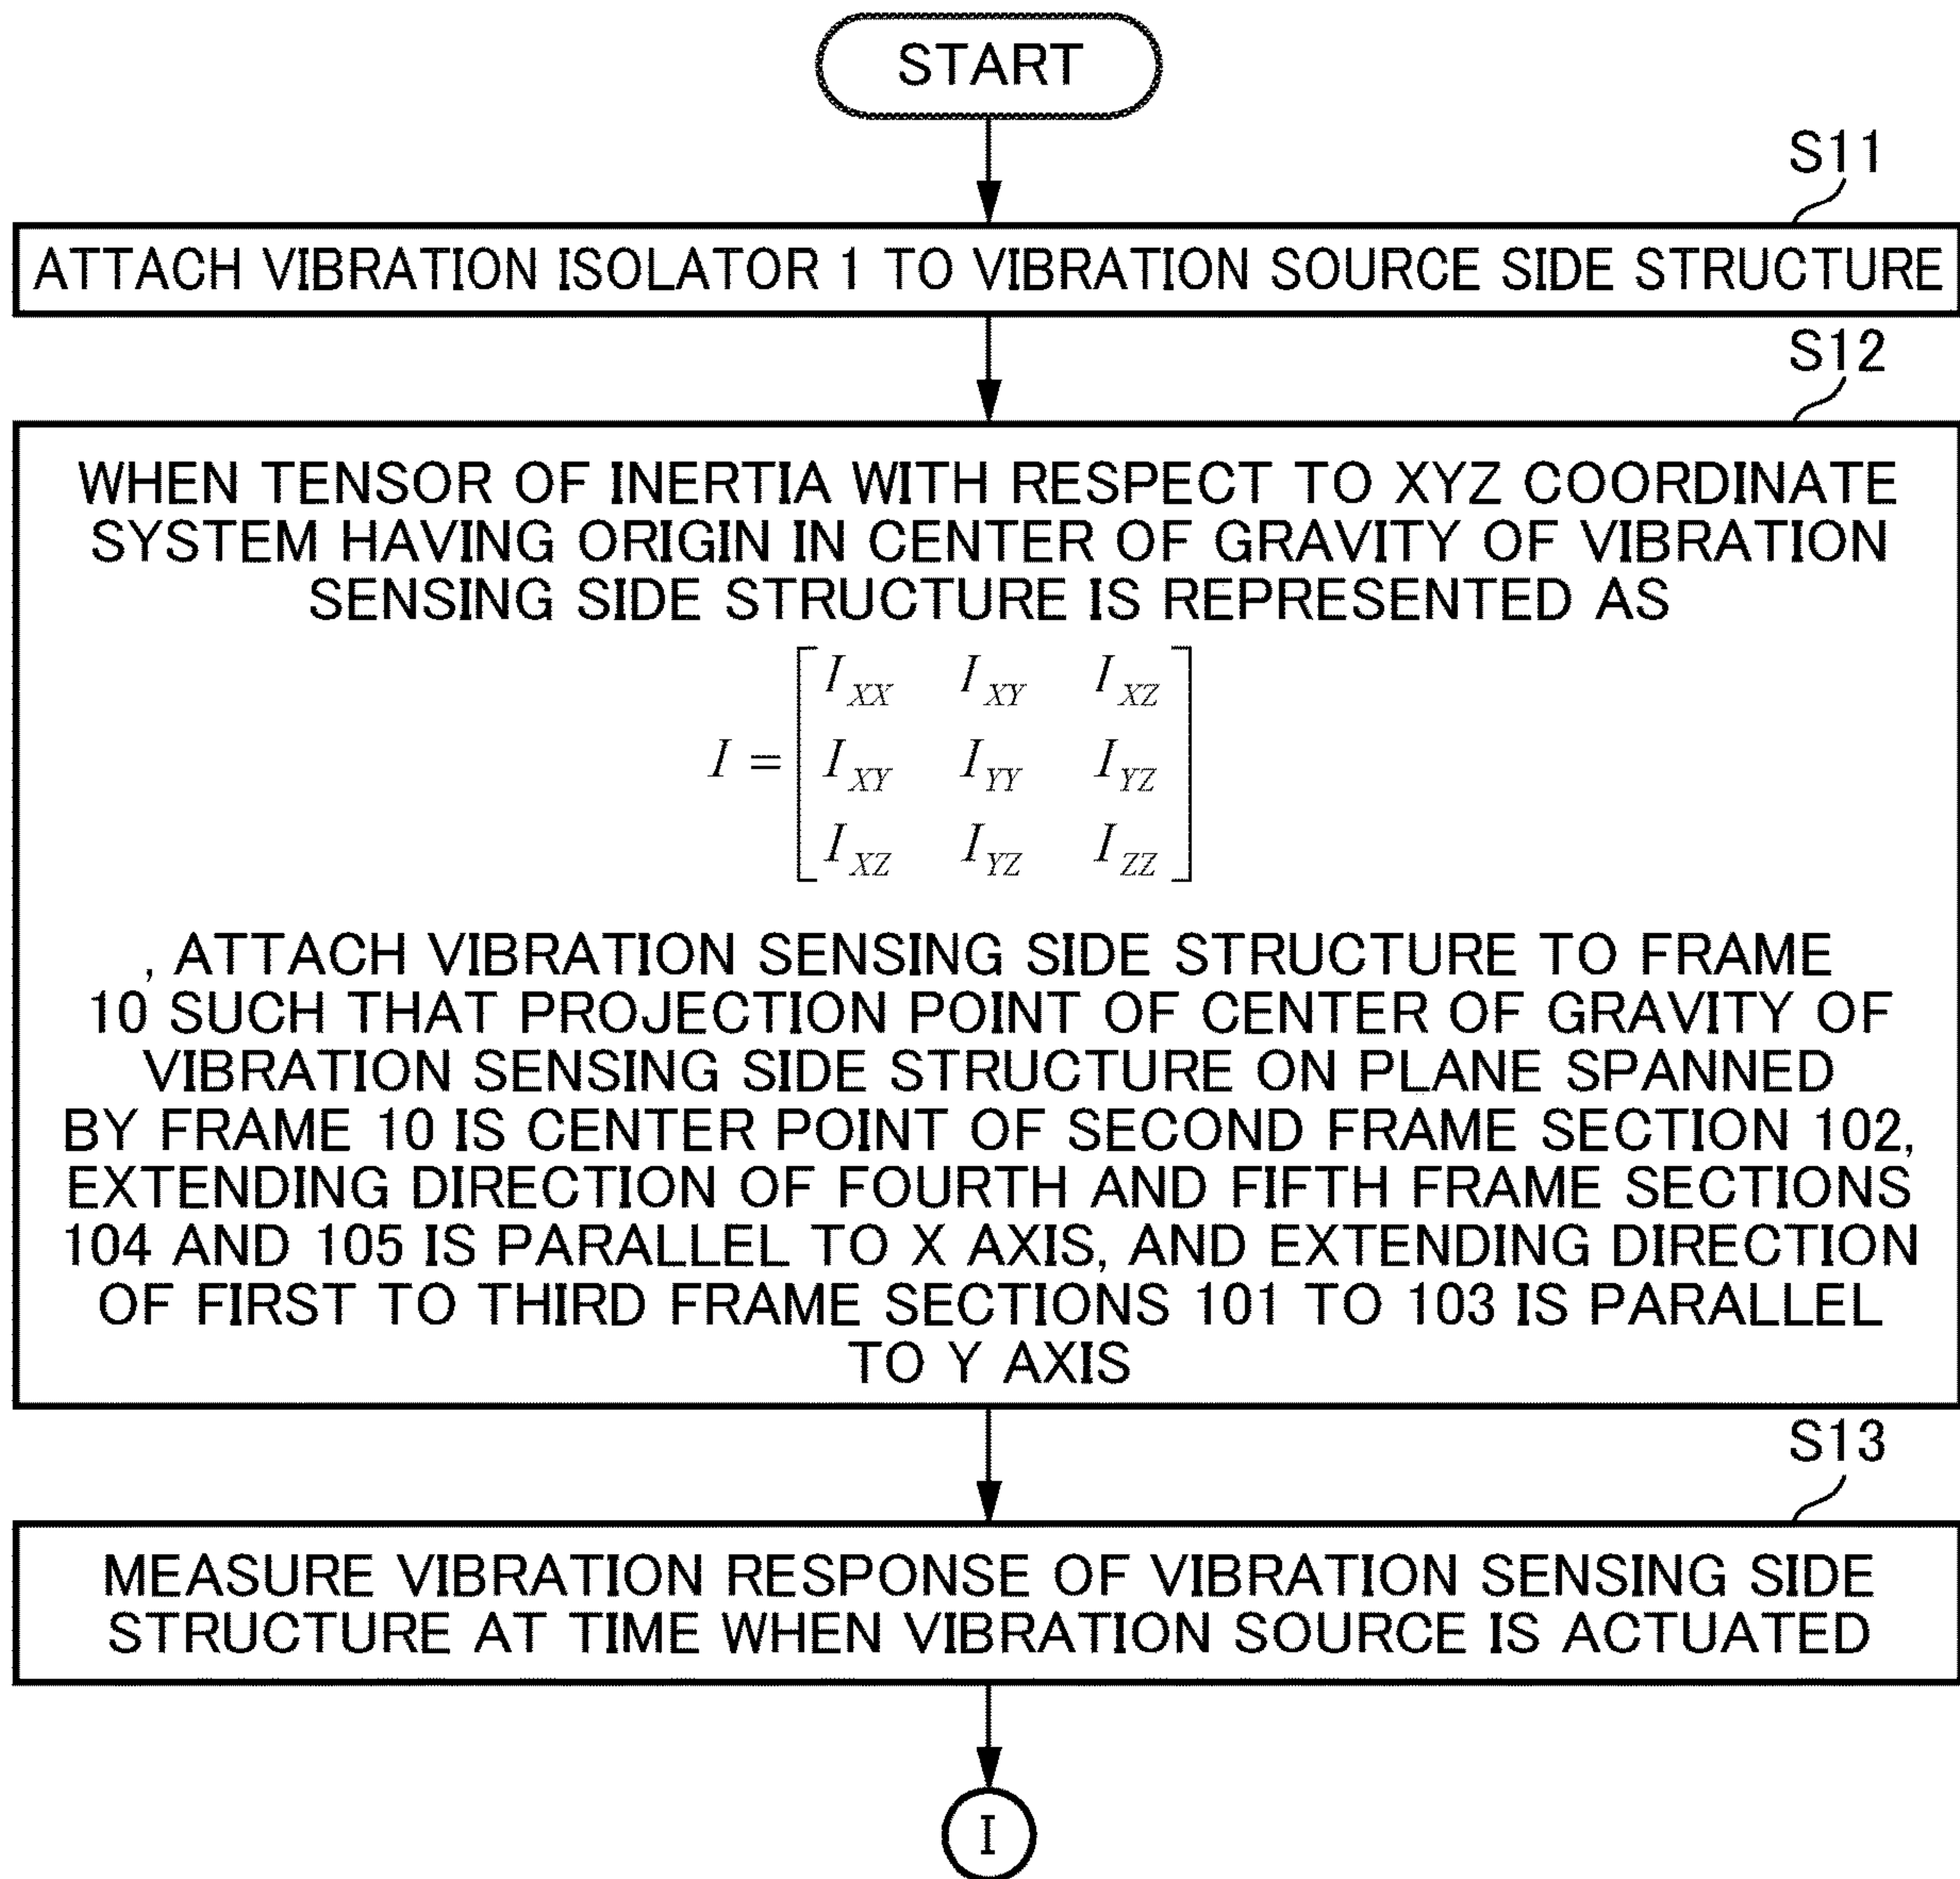 START
S11
ATTACH VIBRATION ISOLATOR 1 TO VIBRATION SOURCE SIDE STRUCTURE
S12
WHEN TENSOR OF INERTIA WITH RESPECT TO XYZ COORDINATE
SYSTEM HAVING ORIGIN IN CENTER OF GRAVITY OF VIBRATION
SENSING SIDE STRUCTURE IS REPRESENTED AS
I_XX I_XY I_XZ
I = I_XY I_YY I_YZ
I_XZ I_YZ I_ZZ
, ATTACH VIBRATION SENSING SIDE STRUCTURE TO FRAME
10 SUCH THAT PROJECTION POINT OF CENTER OF GRAVITY OF
VIBRATION SENSING SIDE STRUCTURE ON PLANE SPANNED
BY FRAME 10 IS CENTER POINT OF SECOND FRAME SECTION 102,
EXTENDING DIRECTION OF FOURTH AND FIFTH FRAME SECTIONS
104 AND 105 IS PARALLEL TO X AXIS, AND EXTENDING DIRECTION
OF FIRST TO THIRD FRAME SECTIONS 101 TO 103 IS PARALLEL
TO Y AXIS
S13
MEASURE VIBRATION RESPONSE OF VIBRATION SENSING SIDE
STRUCTURE AT TIME WHEN VIBRATION SOURCE IS ACTUATED
I